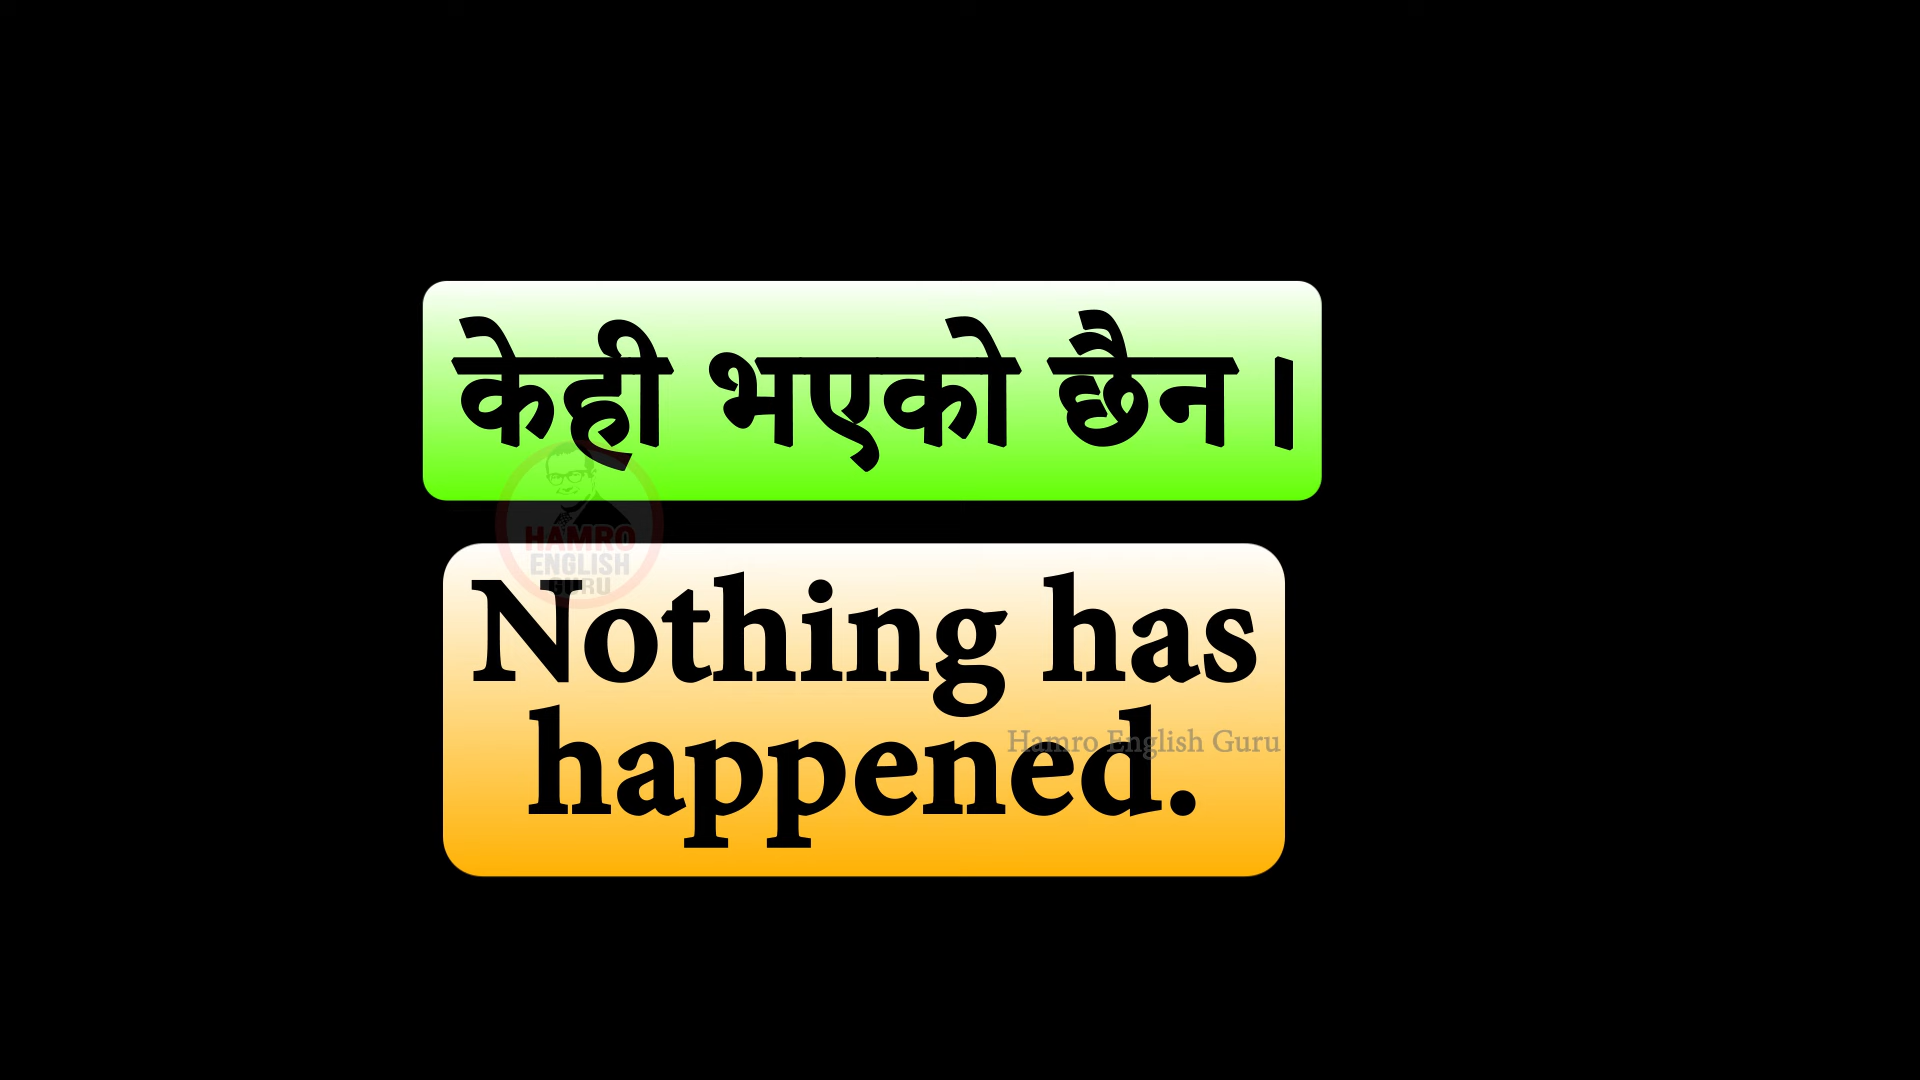 केही भएको छैन ।
HAMRO
ENGLISH
GURU
Nothing has
happened.
Hamro English Guru